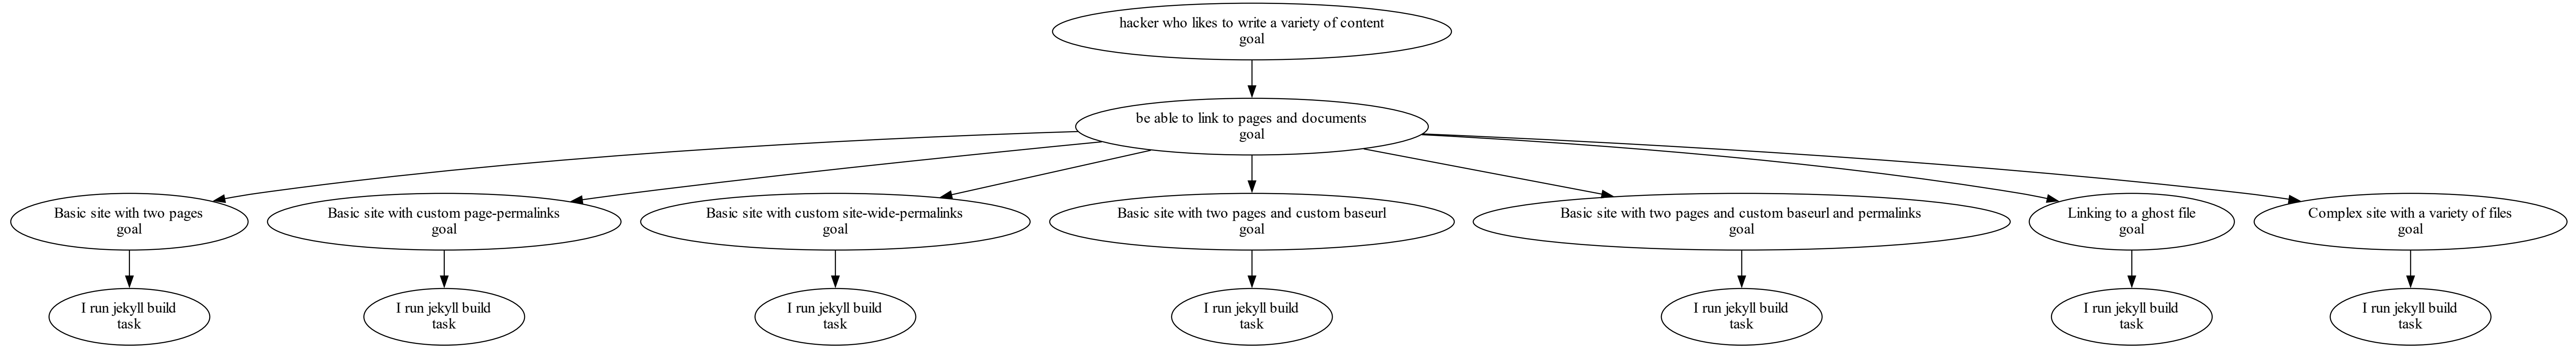 hacker who likes to write a variety of content
goal
be able to link to pages and documents
goal
Basic site with two pages
goal
Basic site with custom page-permalinks
goal
Basic site with custom site-wide-permalinks
goal
Basic site with two pages and custom baseurl
goal
Basic site with two pages and custom baseurl and permalinks
goal
Linking to a ghost file
goal
Complex site with a variety of files
goal
I run jekyll build
task
I run jekyll build
task
I run jekyll build
task
I run jekyll build
task
I run jekyll build
task
I run jekyll build
task
I run jekyll build
task